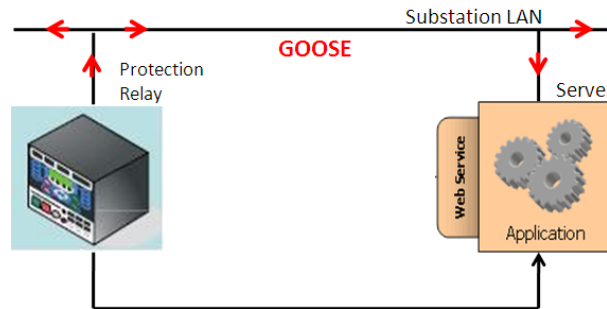 Substation LAN
GOOSE
Protection
Relay
Serve
Web Service
Application